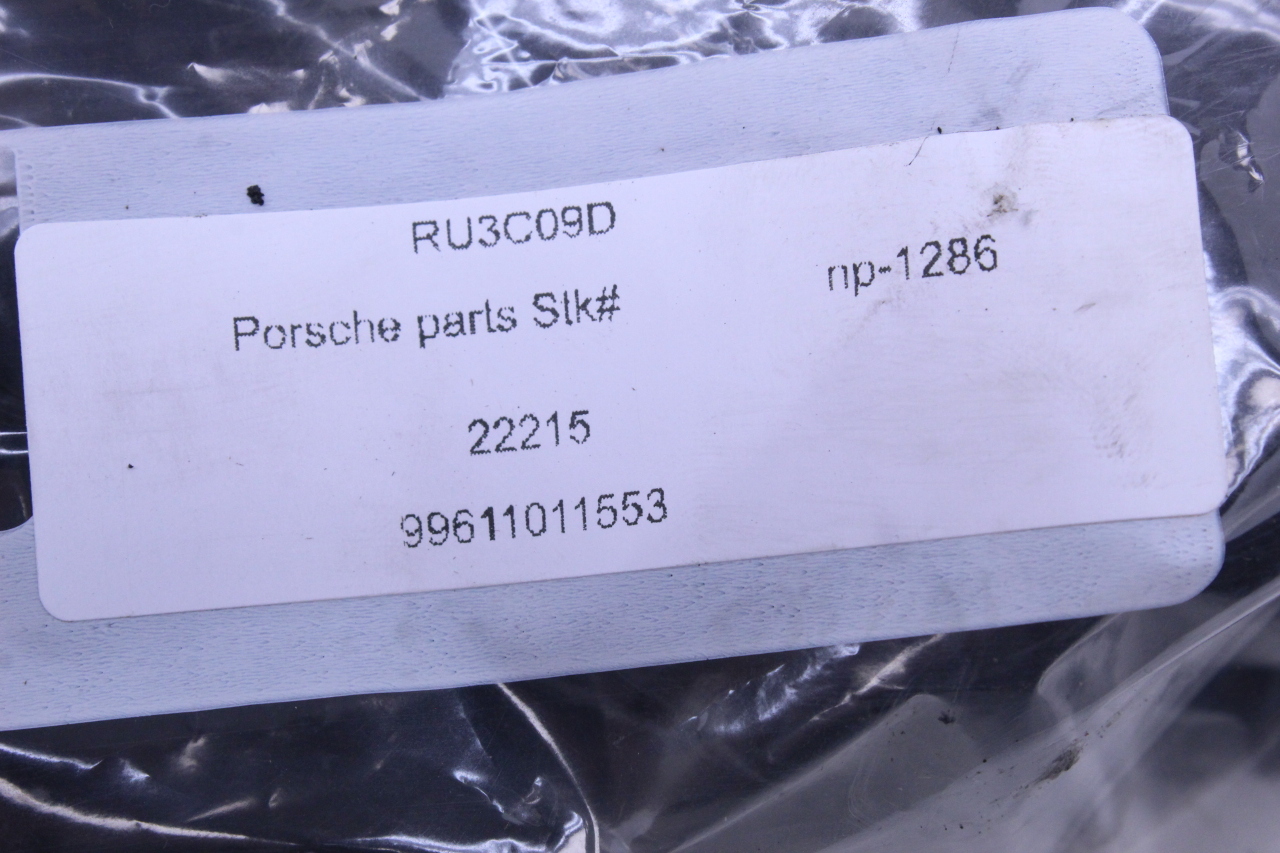 RU3C09D
Porsche parts Stk# np-1286
22215
99611011553